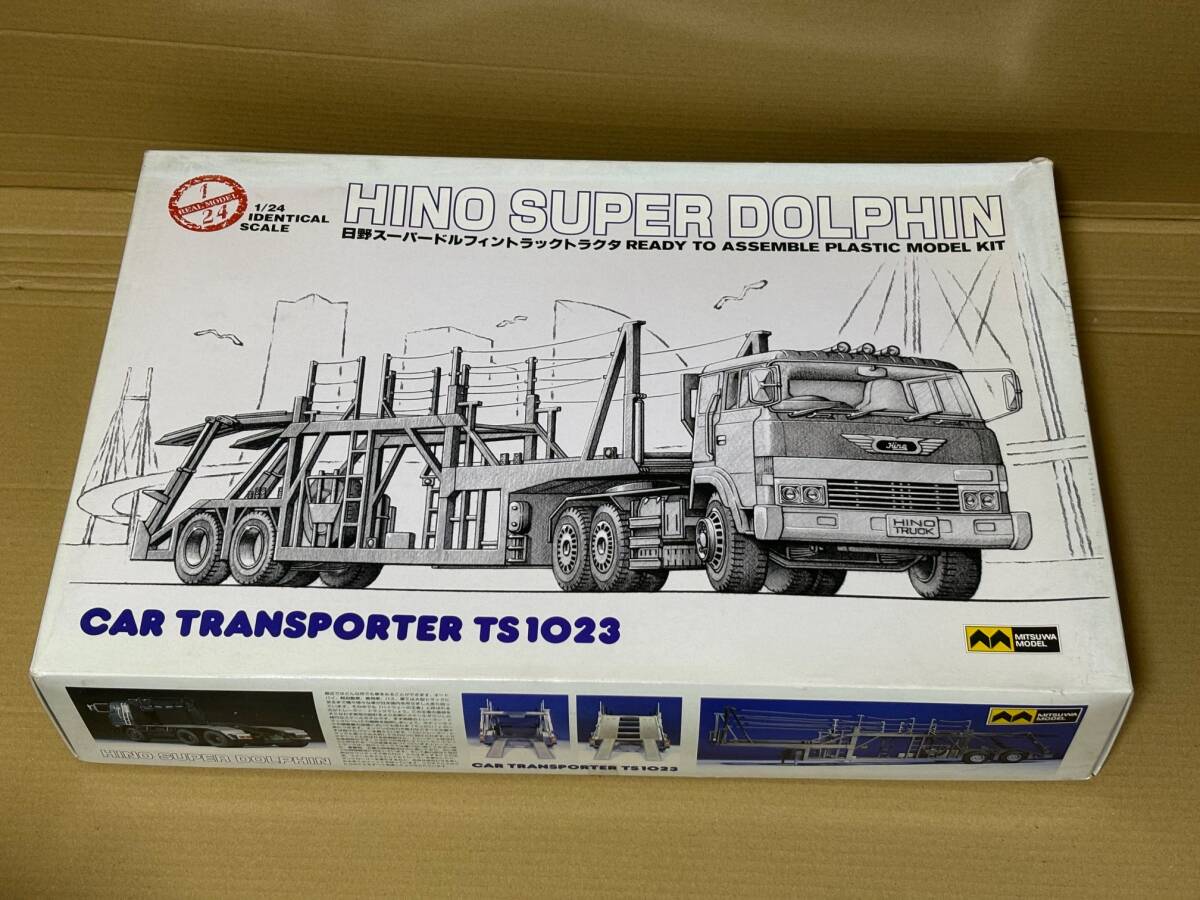 1
REAL MODEL
24
1/24
IDENTICAL
SCALE
HINO SUPER DOLPHIN
日野スーパードルフィントラックトラクタ READY TO ASSEMBLE PLASTIC MODEL KIT
Hino
HINO
TRUCK
CAR TRANSPORTER TS1023
MITSUWA
MODEL
HINO SUPER DOLPHIN
CAR TRANSPORTER TS1023
MITSUWA
MODEL